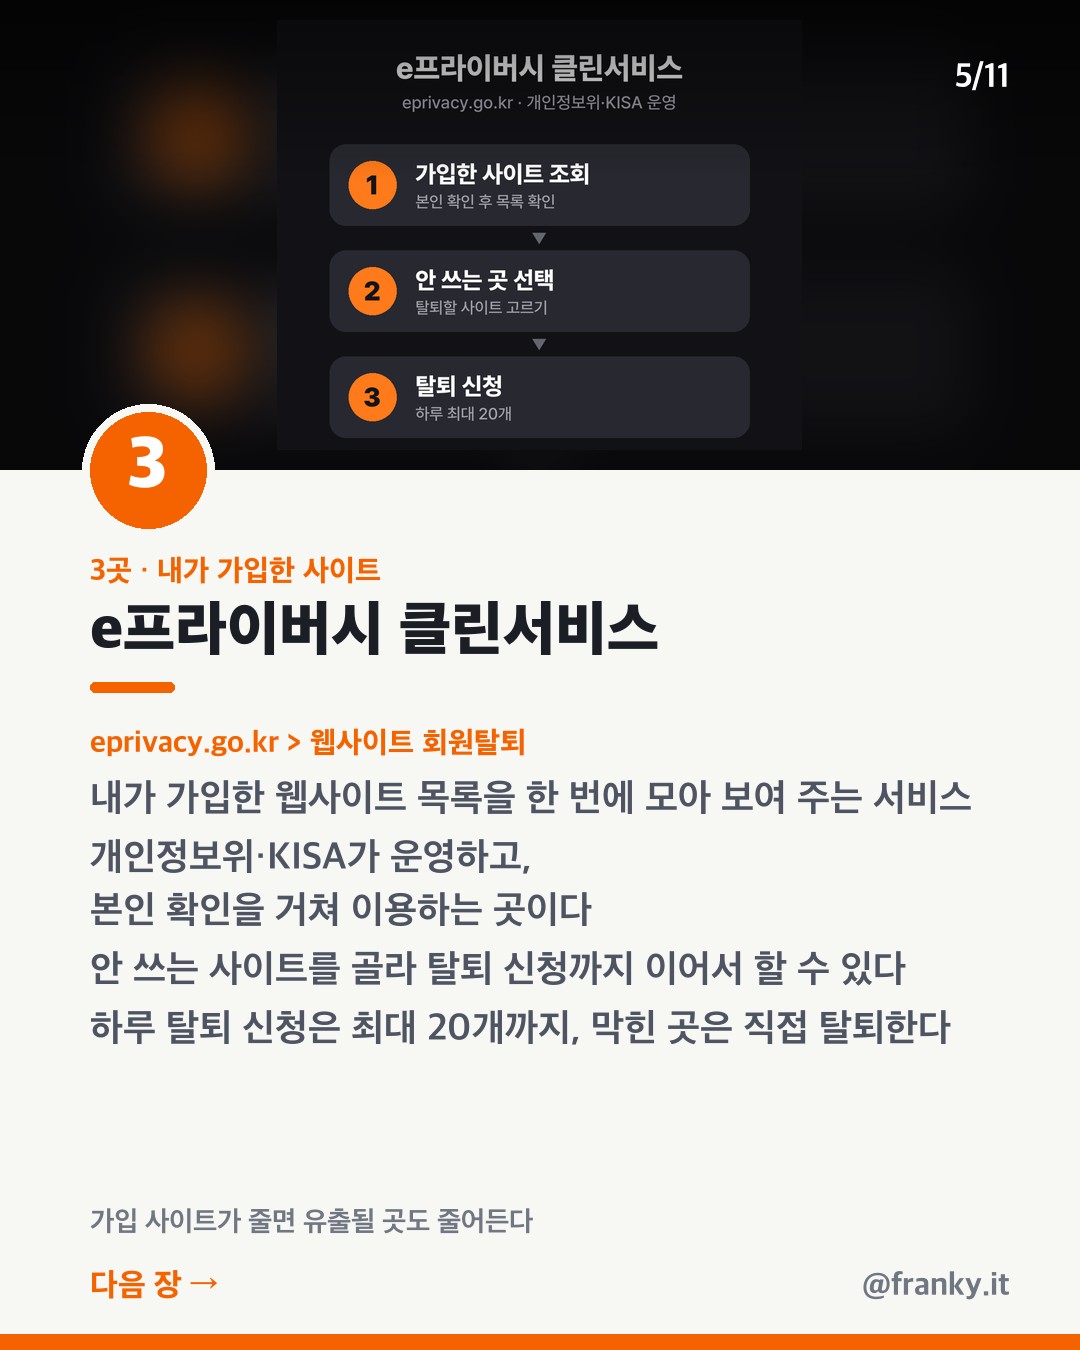 e프라이버시 클린서비스
eprivacy.go.kr · 개인정보위·KISA 운영
5/11
1
가입한 사이트 조회
본인 확인 후 목록 확인
▼
2
안 쓰는 곳 선택
탈퇴할 사이트 고르기
▼
3
탈퇴 신청
하루 최대 20개
3
3곳 · 내가 가입한 사이트
e프라이버시 클린서비스
eprivacy.go.kr > 웹사이트 회원탈퇴
내가 가입한 웹사이트 목록을 한 번에 모아 보여 주는 서비스
개인정보위·KISA가 운영하고,
본인 확인을 거쳐 이용하는 곳이다
안 쓰는 사이트를 골라 탈퇴 신청까지 이어서 할 수 있다
하루 탈퇴 신청은 최대 20개까지, 막힌 곳은 직접 탈퇴한다
가입 사이트가 줄면 유출될 곳도 줄어든다
다음 장 →
@franky.it